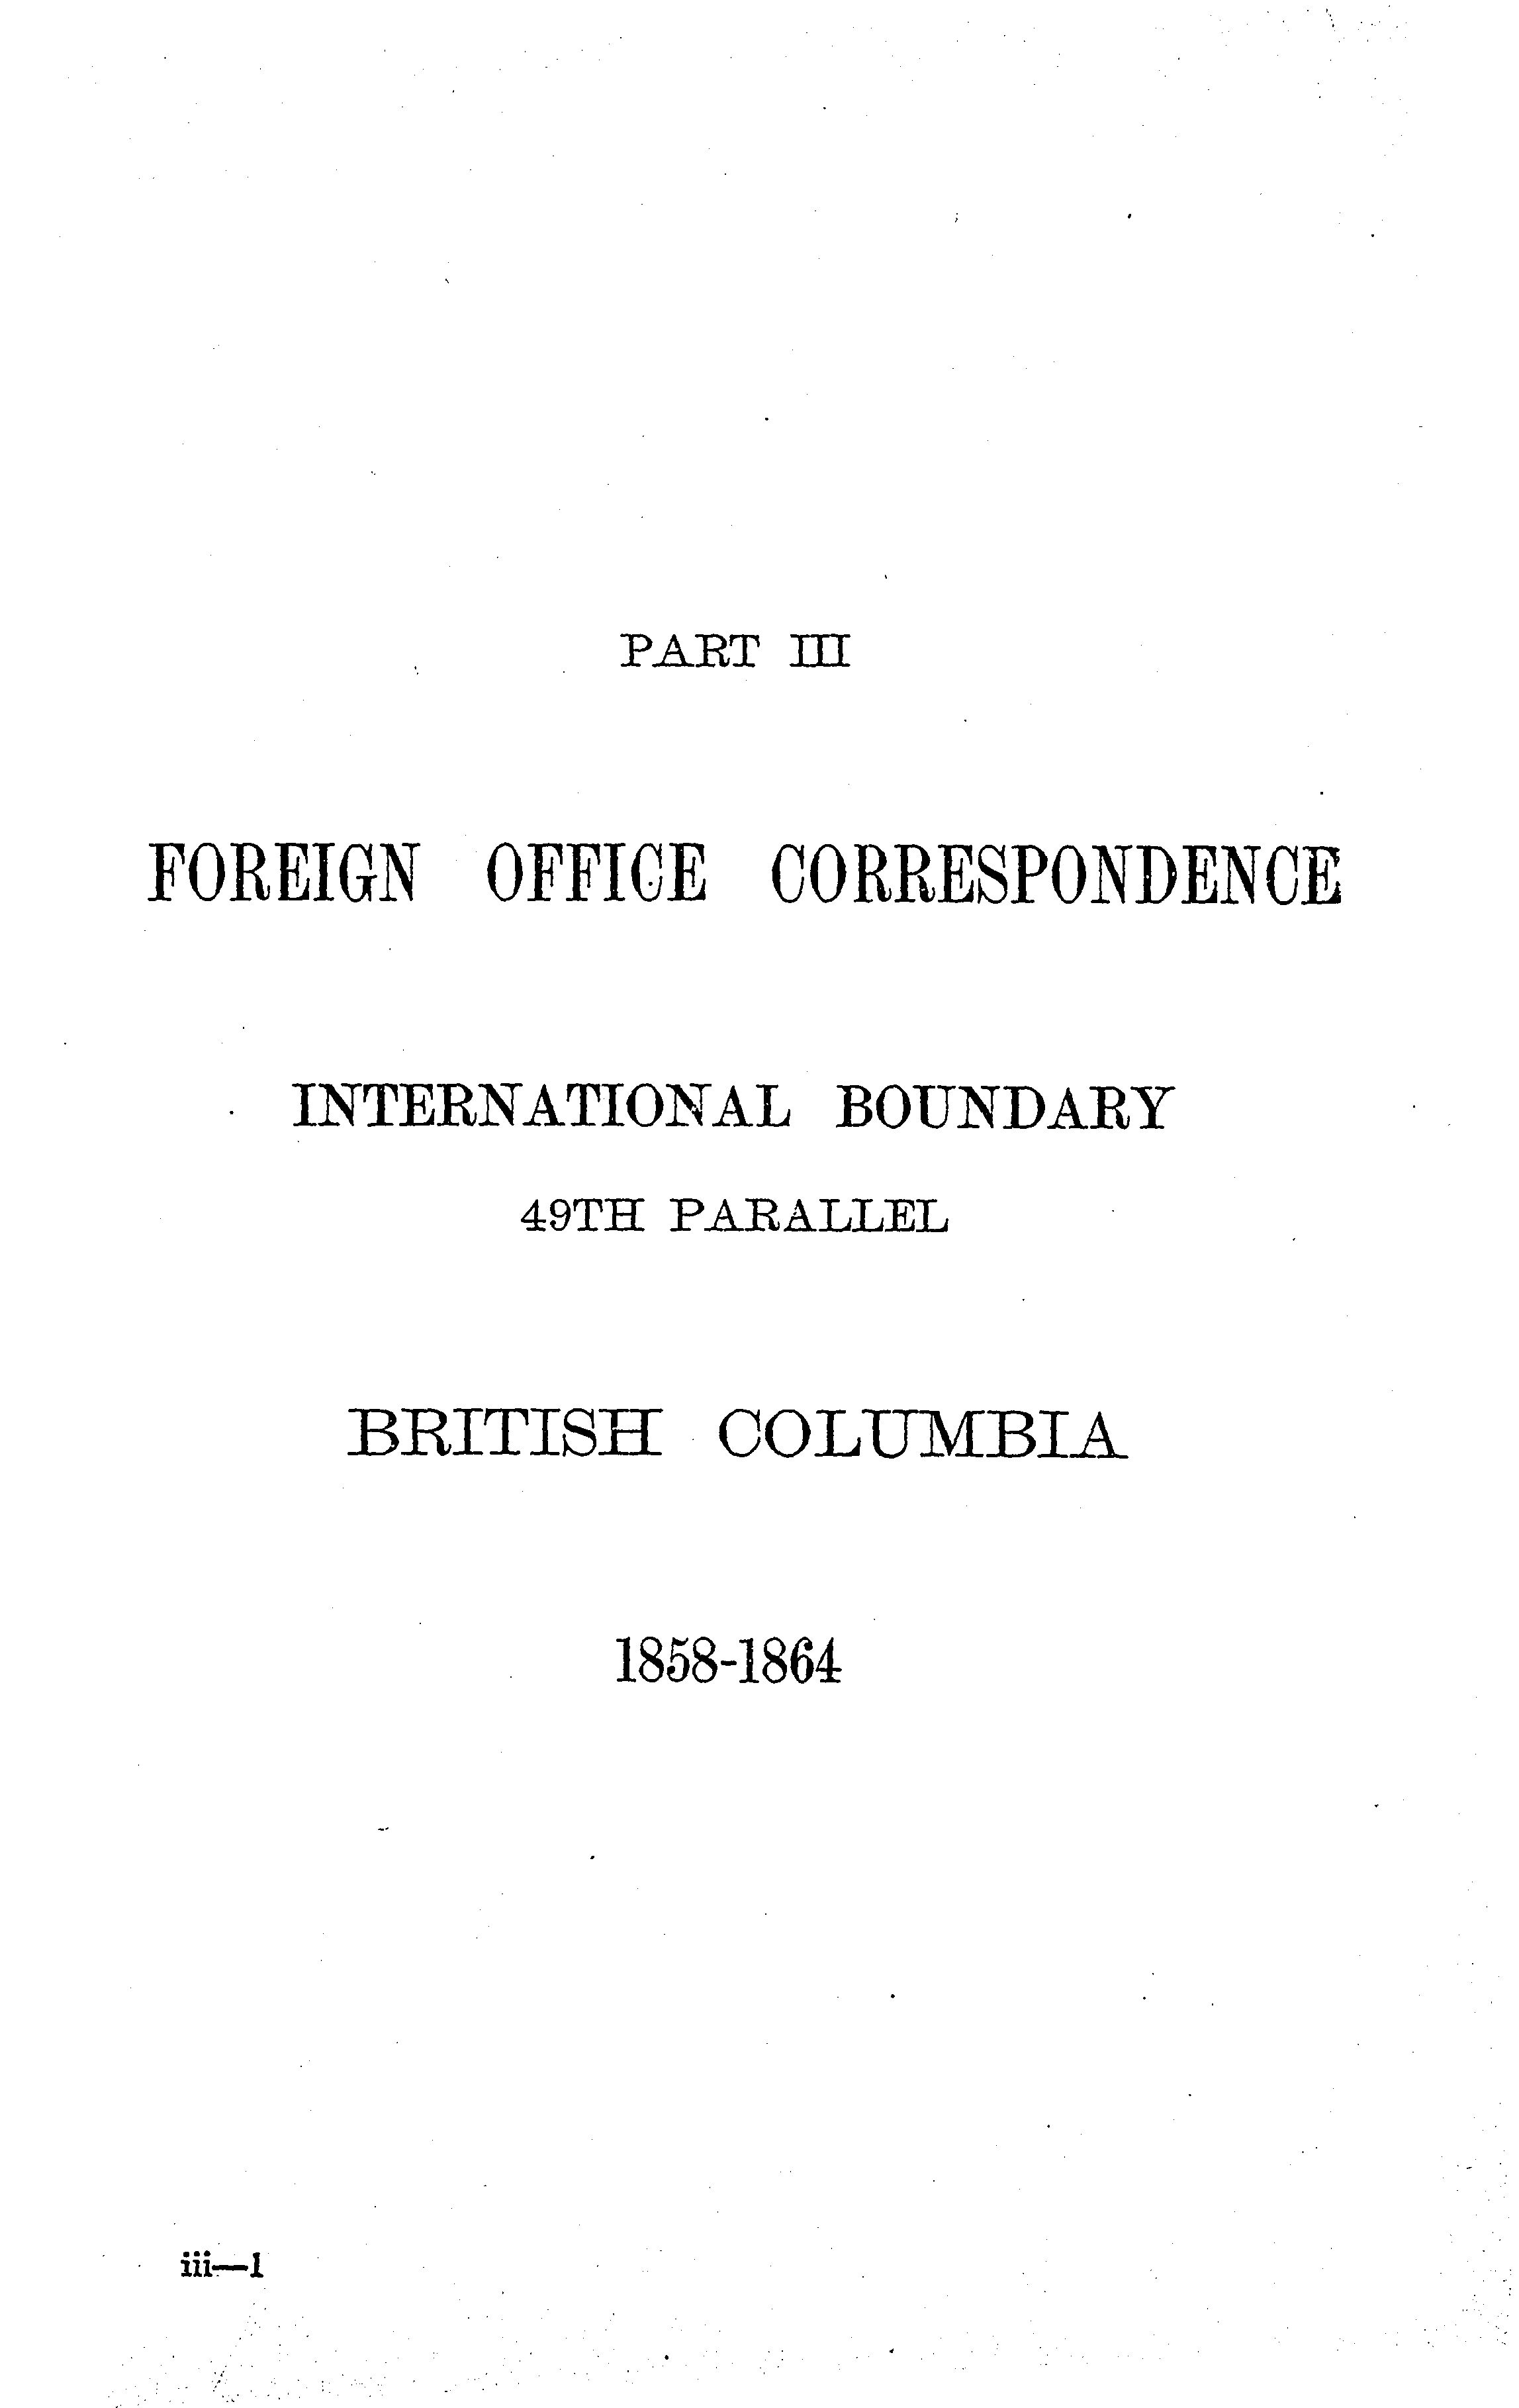 PART III
FOREIGN OFFICE CORRESPONDENCE
INTERNATIONAL BOUNDARY
49TH PARALLEL
BRITISH COLUMBIA
1858-1864
iii—1